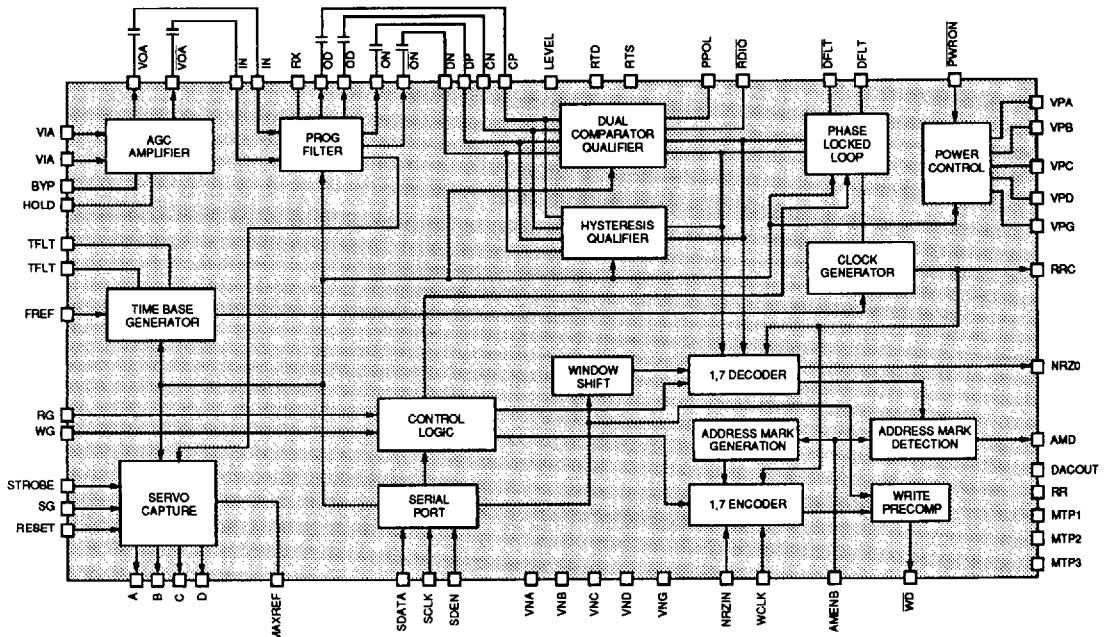 VOA
VOA
IN
IN
RX
OD
OD
ON
ON
DN
DP
CN
CP
LEVEL
RTD
RTS
PPOL
RDIO
DFLT
DFLT
PWRON
VIA
VIA
BYP
HOLD
TFLT
TFLT
FREF
RG
WG
STROBE
SG
RESET
AGC
AMPLIFIER
PROG
FILTER
DUAL
COMPARATOR
QUALIFIER
HYSTERESIS
QUALIFIER
PHASE
LOCKED
LOOP
POWER
CONTROL
CLOCK
GENERATOR
TIME BASE
GENERATOR
WINDOW
SHIFT
1,7 DECODER
CONTROL
LOGIC
ADDRESS MARK
GENERATION
ADDRESS MARK
DETECTION
SERVO
CAPTURE
SERIAL
PORT
1,7 ENCODER
WRITE
PRECOMP
VPA
VPB
VPC
VPD
VPG
RRC
NRZ0
AMD
DACOUT
RR
MTP1
MTP2
MTP3
A
B
C
D
MAXREF
SDATA
SCLK
SDEN
VNA
VNB
VNC
VND
VNG
NRZIN
WCLK
AMENB
WD